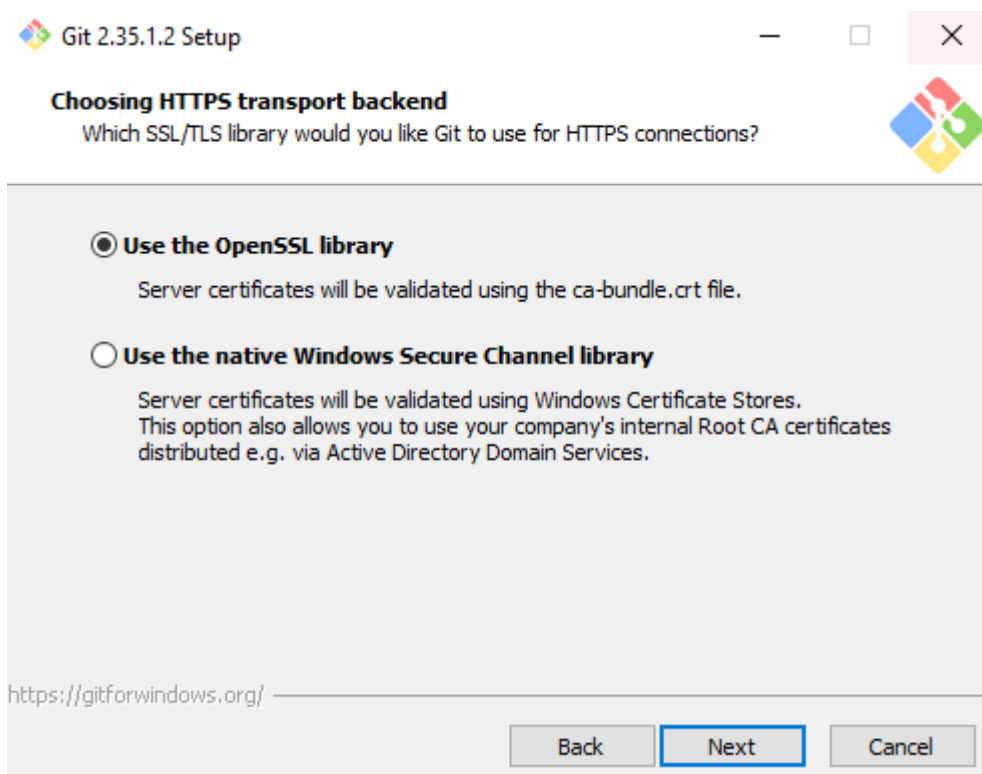 Git 2.35.1.2 Setup
Choosing HTTPS transport backend
Which SSL/TLS library would you like Git to use for HTTPS connections?
Use the OpenSSL library
Server certificates will be validated using the ca-bundle.crt file.
Use the native Windows Secure Channel library
Server certificates will be validated using Windows Certificate Stores.
This option also allows you to use your company's internal Root CA certificates
distributed e.g. via Active Directory Domain Services.
https://gitforwindows.org/
Back Next Cancel